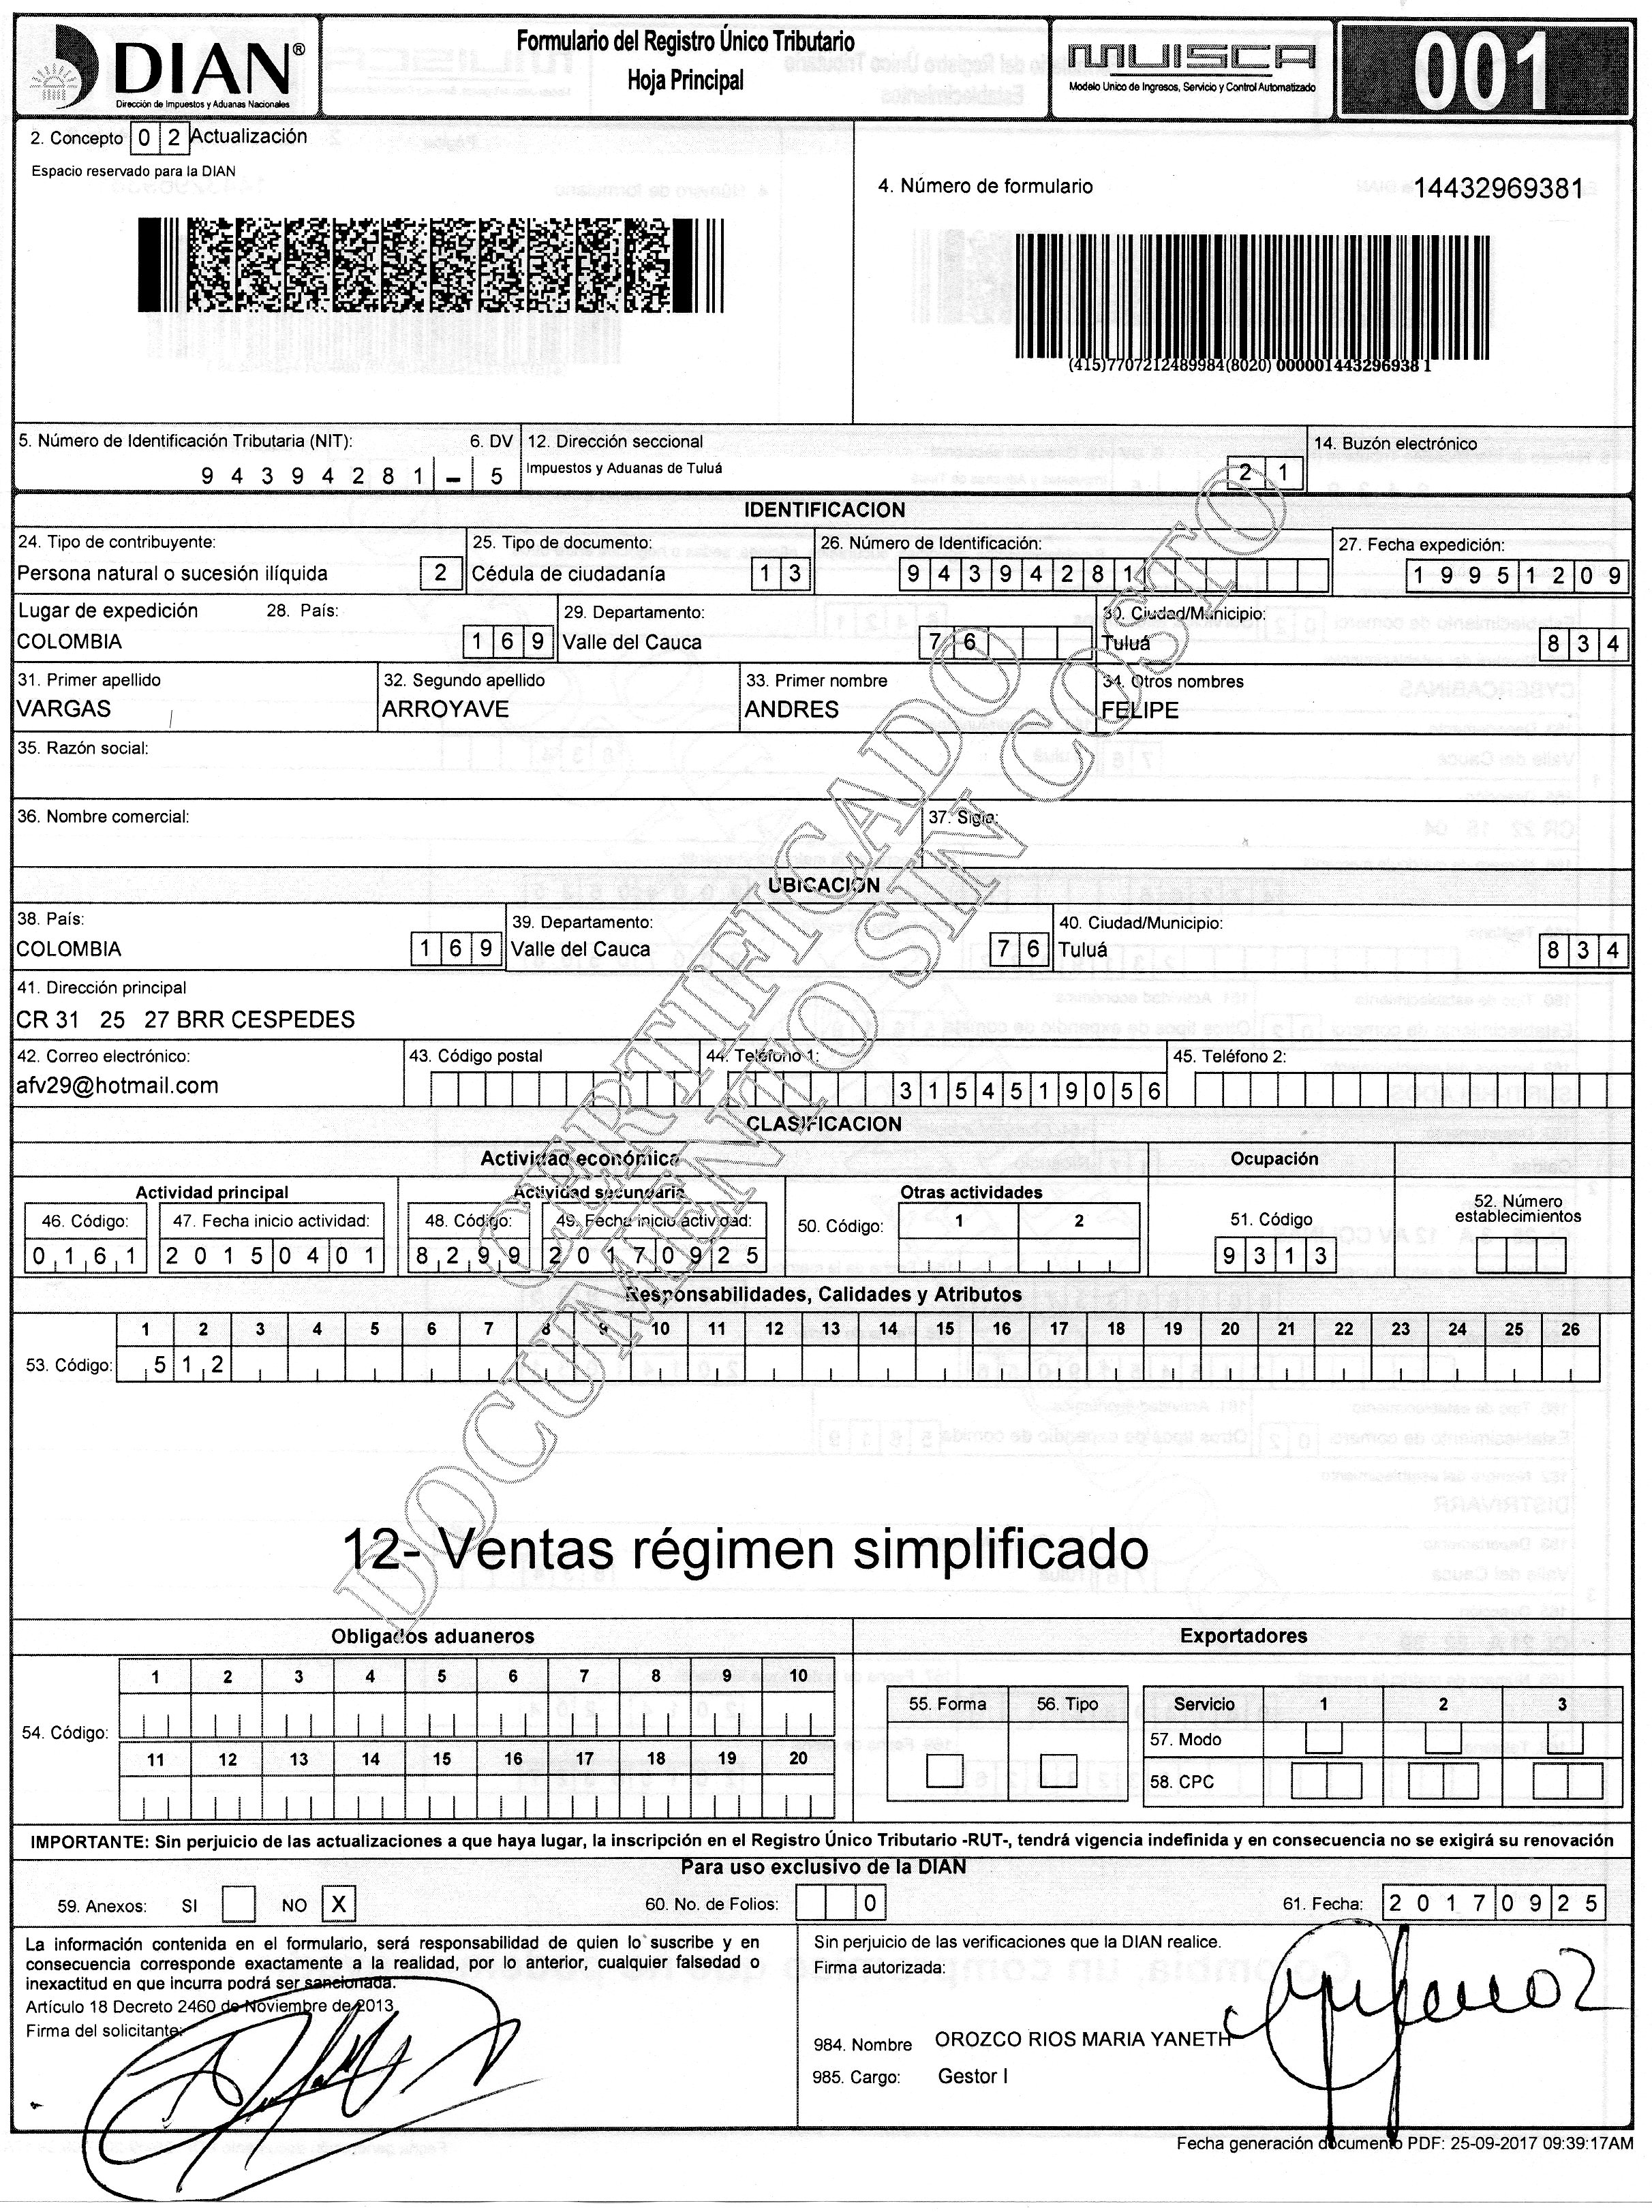 DIAN®
Dirección de Impuestos y Aduanas Nacionales
Formulario del Registro Único Tributario
Hoja Principal
MUISCA
Modelo Unico de Ingresos, Servicio y Control Automatizado
001
2. Concepto 0 2 Actualización
Espacio reservado para la DIAN
4. Número de formulario 14432969381
(415)7707212489984(8020) 000001443296938 1
5. Número de Identificación Tributaria (NIT): 6. DV 12. Dirección seccional 14. Buzón electrónico
9 4 3 9 4 2 8 1 - 5 Impuestos y Aduanas de Tuluá 2 1
IDENTIFICACION
24. Tipo de contribuyente: 25. Tipo de documento: 26. Número de Identificación: 27. Fecha expedición:
Persona natural o sucesión ilíquida 2 Cédula de ciudadanía 1 3 9 4 3 9 4 2 8 1 1 9 9 5 1 2 0 9
Lugar de expedición 28. País: 29. Departamento: 30. Ciudad/Municipio:
COLOMBIA 1 6 9 Valle del Cauca 7 6 Tuluá 8 3 4
31. Primer apellido 32. Segundo apellido 33. Primer nombre 34. Otros nombres
VARGAS ARROYAVE ANDRES FELIPE
35. Razón social:
36. Nombre comercial: 37. Sigla:
UBICACION
38. País: 39. Departamento: 40. Ciudad/Municipio:
COLOMBIA 1 6 9 Valle del Cauca 7 6 Tuluá 8 3 4
41. Dirección principal
CR 31 25 27 BRR CESPEDES
42. Correo electrónico: 43. Código postal 44. Teléfono 1: 45. Teléfono 2:
afv29@hotmail.com 3 1 5 4 5 1 9 0 5 6
CLASIFICACION
Actividad económica Ocupación
Actividad principal Actividad secundaria Otras actividades 52. Número establecimientos
46. Código: 47. Fecha inicio actividad: 48. Código: 49. Fecha inicio actividad: 50. Código: 1 2 51. Código
0 1 6 1 2 0 1 5 0 4 0 1 8 2 9 9 2 0 1 7 0 9 2 5 9 3 1 3
Responsabilidades, Calidades y Atributos
1 2 3 4 5 6 7 8 9 10 11 12 13 14 15 16 17 18 19 20 21 22 23 24 25 26
53. Código: 5 1 2
12- Ventas régimen simplificado
CERTIFICADO
DOCUMENTO SIN COSTO
Obligados aduaneros Exportadores
1 2 3 4 5 6 7 8 9 10
55. Forma 56. Tipo Servicio 1 2 3
54. Código: 57. Modo
11 12 13 14 15 16 17 18 19 20
58. CPC
IMPORTANTE: Sin perjuicio de las actualizaciones a que haya lugar, la inscripción en el Registro Único Tributario -RUT-, tendrá vigencia indefinida y en consecuencia no se exigirá su renovación
Para uso exclusivo de la DIAN
59. Anexos: SI NO X 60. No. de Folios: 0 61. Fecha: 2 0 1 7 0 9 2 5
La información contenida en el formulario, será responsabilidad de quien lo suscribe y en
consecuencia corresponde exactamente a la realidad, por lo anterior, cualquier falsedad o
inexactitud en que incurra podrá ser sancionada.
Artículo 18 Decreto 2460 de Noviembre de 2013
Firma del solicitante:
Sin perjuicio de las verificaciones que la DIAN realice.
Firma autorizada:
984. Nombre OROZCO RIOS MARIA YANETH
985. Cargo: Gestor I
Fecha generación documento PDF: 25-09-2017 09:39:17AM